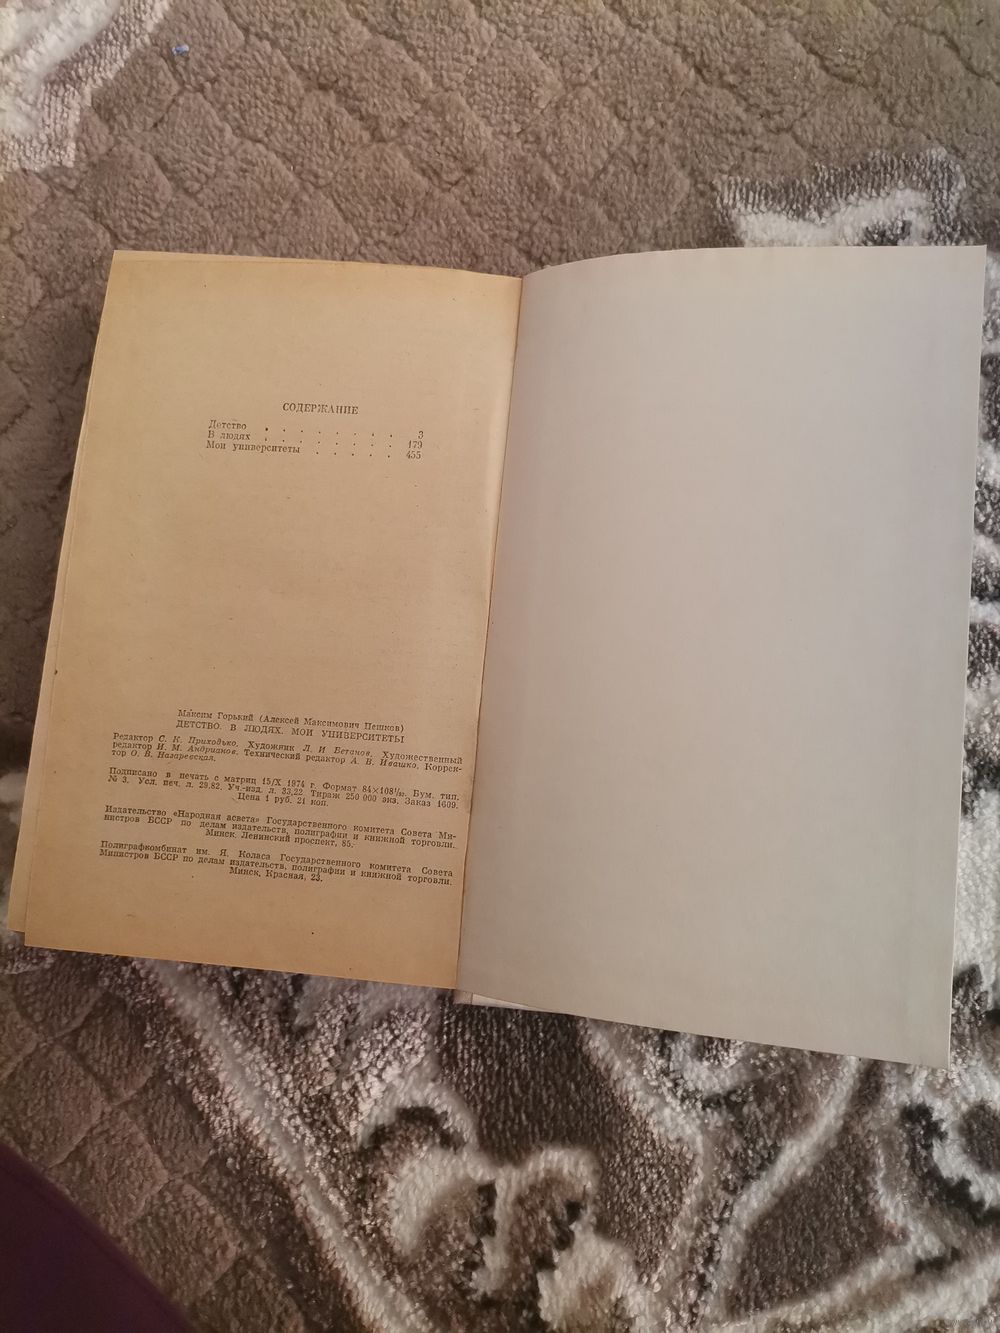 СОДЕРЖАНИЕ
Детство . . . . . . . . 3
В людях . . . . . . . . 179
Мои университеты . . . . . 455
Максим Горький (Алексей Максимович Пешков)
ДЕТСТВО. В ЛЮДЯХ. МОИ УНИВЕРСИТЕТЫ
Редактор С. К. Приходько, Художник Л. И Бетанов, Художественный
редактор И. М. Андрианов. Технический редактор А. В. Ивашко, Коррек-
тор О. В. Назаревская.
Подписано в печать с матриц 15/X 1974 г. Формат 84×108¹/₃₂. Бум. тип.
№ 3. Усл. печ. л. 29,82. Уч-изд. л. 33,22 Тираж 250 000 экз. Заказ 1609.
Цена 1 руб. 21 коп.
Издательство «Народная асвета» Государственного комитета Совета Ми-
нистров БССР по делам издательств, полиграфии и книжной торговли.
Минск. Ленинский проспект, 85.
Полиграфкомбинат им. Я. Коласа Государственного комитета Совета
Министров БССР по делам издательств, полиграфии и книжной торговли.
Минск, Красная, 23.